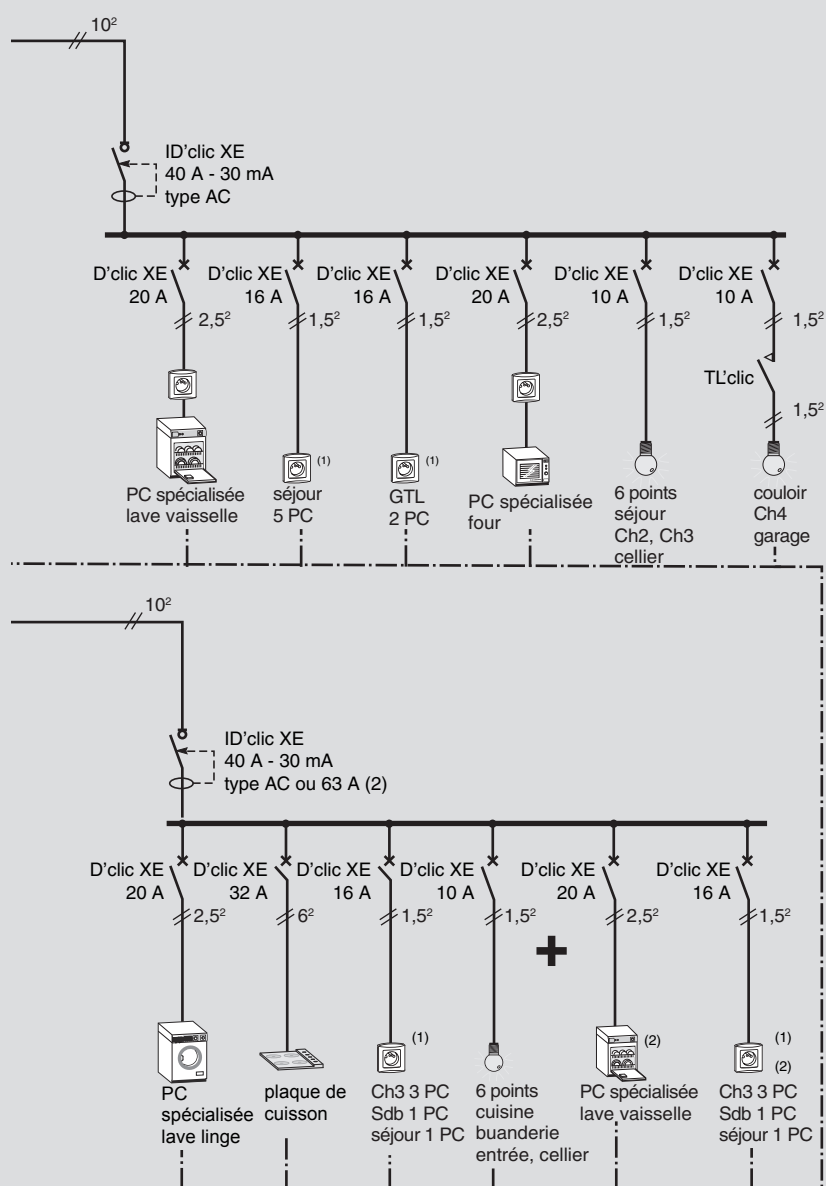 10²
ID'clic XE
40 A - 30 mA
type AC
D'clic XE
20 A
D'clic XE
16 A
D'clic XE
16 A
D'clic XE
20 A
D'clic XE
10 A
D'clic XE
10 A
2,5²
1,5²
1,5²
2,5²
1,5²
1,5²
TL'clic
1,5²
(1)
(1)
PC spécialisée
lave vaisselle
séjour
5 PC
GTL
2 PC
PC spécialisée
four
6 points
séjour
Ch2, Ch3
cellier
couloir
Ch4
garage
10²
ID'clic XE
40 A - 30 mA
type AC ou 63 A (2)
D'clic XE
20 A
D'clic XE
32 A
D'clic XE
16 A
D'clic XE
10 A
D'clic XE
20 A
D'clic XE
16 A
2,5²
6²
1,5²
1,5²
2,5²
1,5²
+
(1)
(2)
(1)
(2)
PC
spécialisée
lave linge
plaque de
cuisson
Ch3 3 PC
Sdb 1 PC
séjour 1 PC
6 points
cuisine
buanderie
entrée, cellier
PC spécialisée
lave vaisselle
Ch3 3 PC
Sdb 1 PC
séjour 1 PC